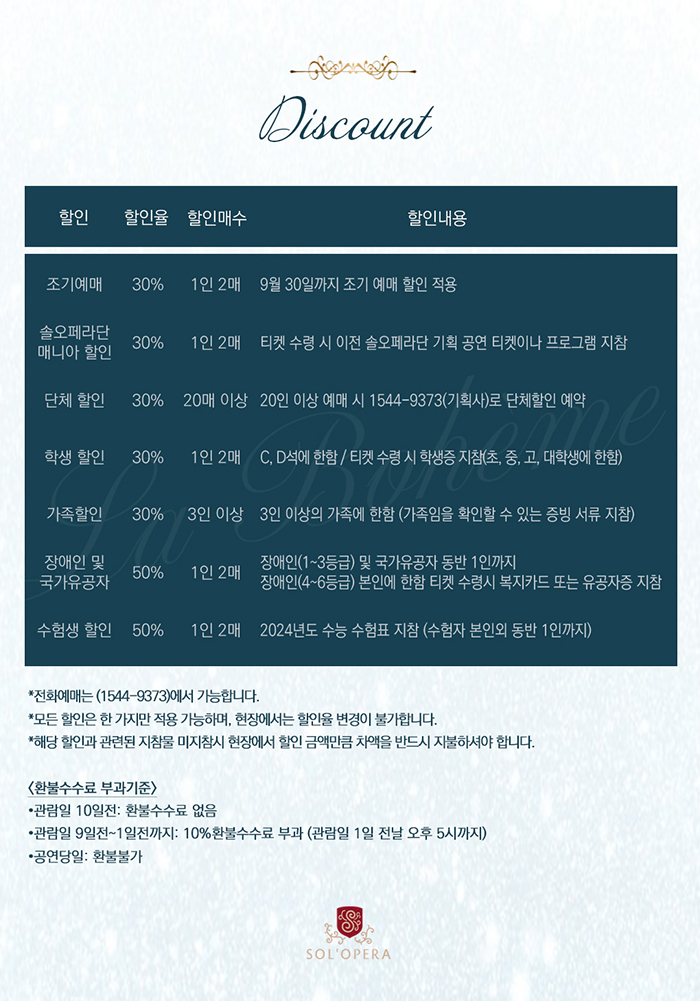 Discount
할인 할인율 할인매수 할인내용
조기예매 30% 1인 2매 9월 30일까지 조기 예매 할인 적용
솔오페라단
매니아 할인 30% 1인 2매 티켓 수령 시 이전 솔오페라단 기획 공연 티켓이나 프로그램 지참
단체 할인 30% 20매 이상 20인 이상 예매 시 1544-9373(기획사)로 단체할인 예약
학생 할인 30% 1인 2매 C, D석에 한함 / 티켓 수령 시 학생증 지참(초, 중, 고, 대학생에 한함)
가족할인 30% 3인 이상 3인 이상의 가족에 한함 (가족임을 확인할 수 있는 증빙 서류 지참)
장애인 및
국가유공자 50% 1인 2매 장애인(1~3등급) 및 국가유공자 동반 1인까지
장애인(4~6등급) 본인에 한함 티켓 수령시 복지카드 또는 유공자증 지참
수험생 할인 50% 1인 2매 2024년도 수능 수험표 지참 (수험자 본인외 동반 1인까지)
La Boheme
*전화예매는 (1544-9373)에서 가능합니다.
*모든 할인은 한 가지만 적용 가능하며, 현장에서는 할인율 변경이 불가합니다.
*해당 할인과 관련된 지참물 미지참시 현장에서 할인 금액만큼 차액을 반드시 지불하셔야 합니다.
<환불수수료 부과기준>
•관람일 10일전: 환불수수료 없음
•관람일 9일전~1일전까지: 10%환불수수료 부과 (관람일 1일 전날 오후 5시까지)
•공연당일: 환불불가
SOL'OPERA